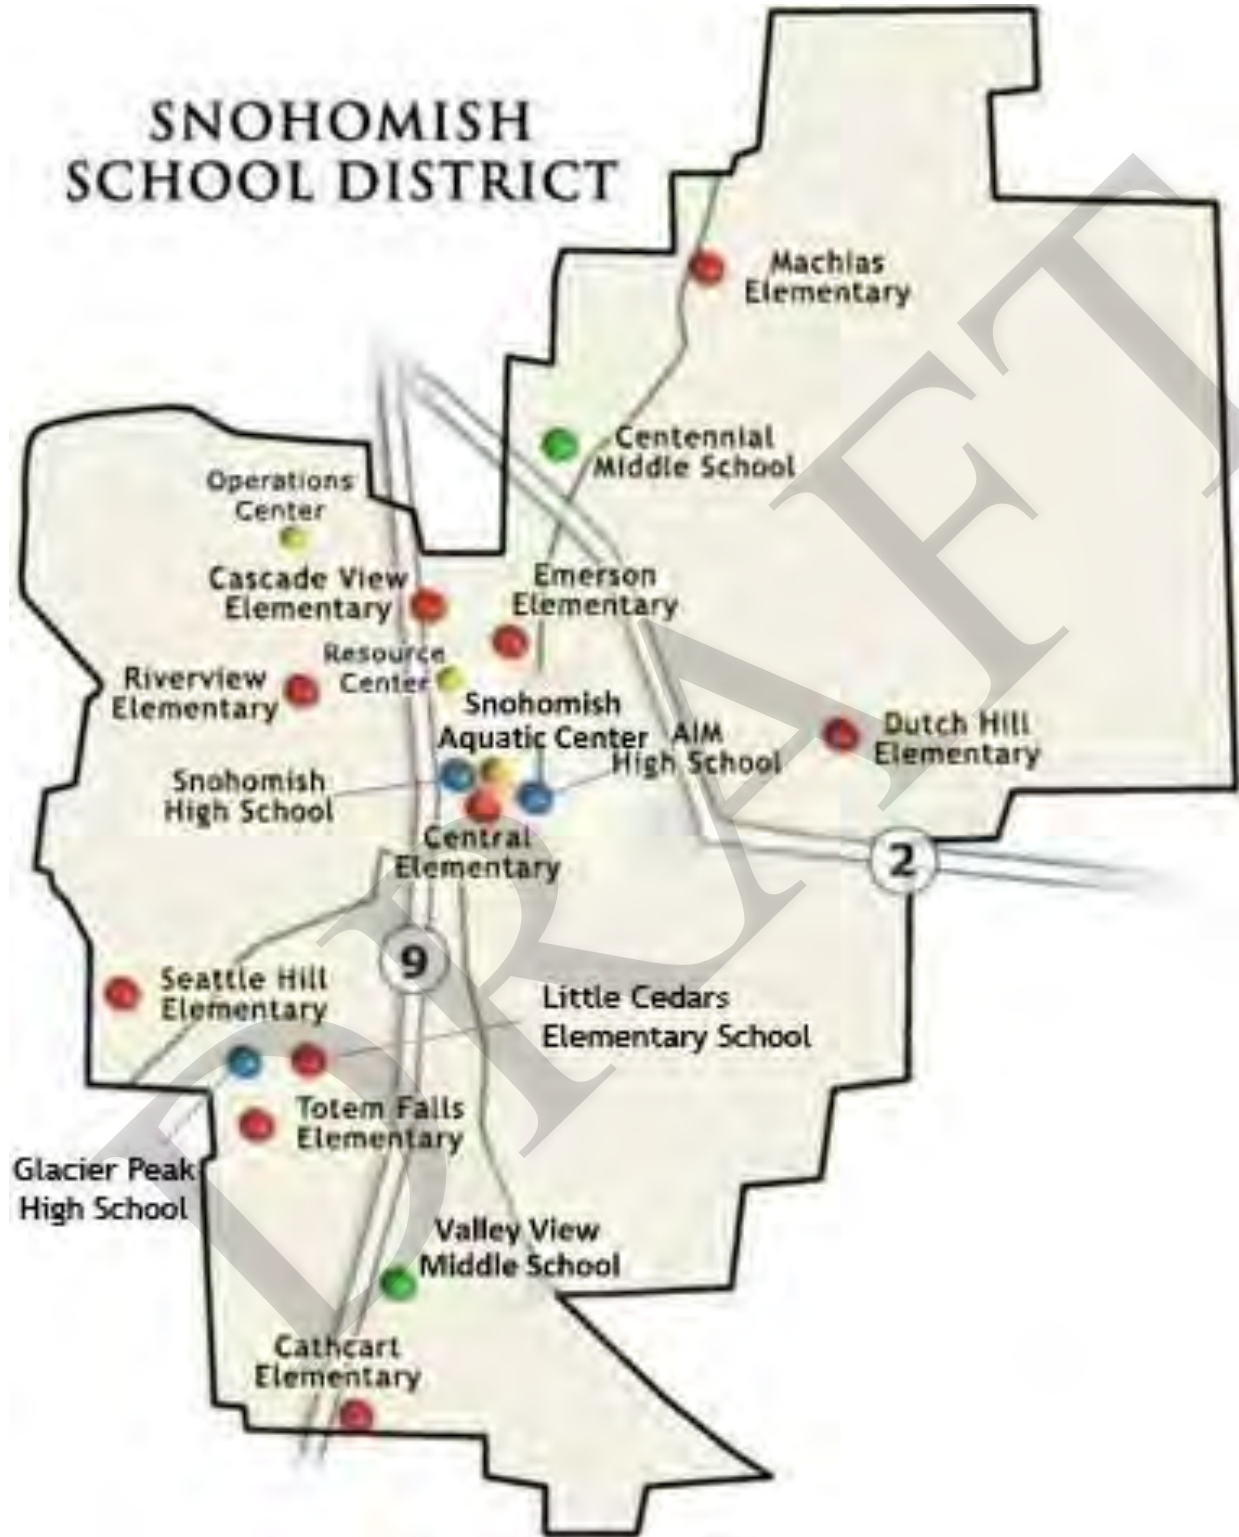 SNOHOMISH
SCHOOL DISTRICT
Machias
Elementary
Centennial
Middle School
Operations
Center
Cascade View
Elementary
Emerson
Elementary
Resource
Center
Riverview
Elementary
Snohomish
Aquatic Center
AIM
High School
Dutch Hill
Elementary
Snohomish
High School
Central
Elementary
2
9
Seattle Hill
Elementary
Little Cedars
Elementary School
Totem Falls
Elementary
Glacier Peak
High School
Valley View
Middle School
Cathcart
Elementary
DRAFT